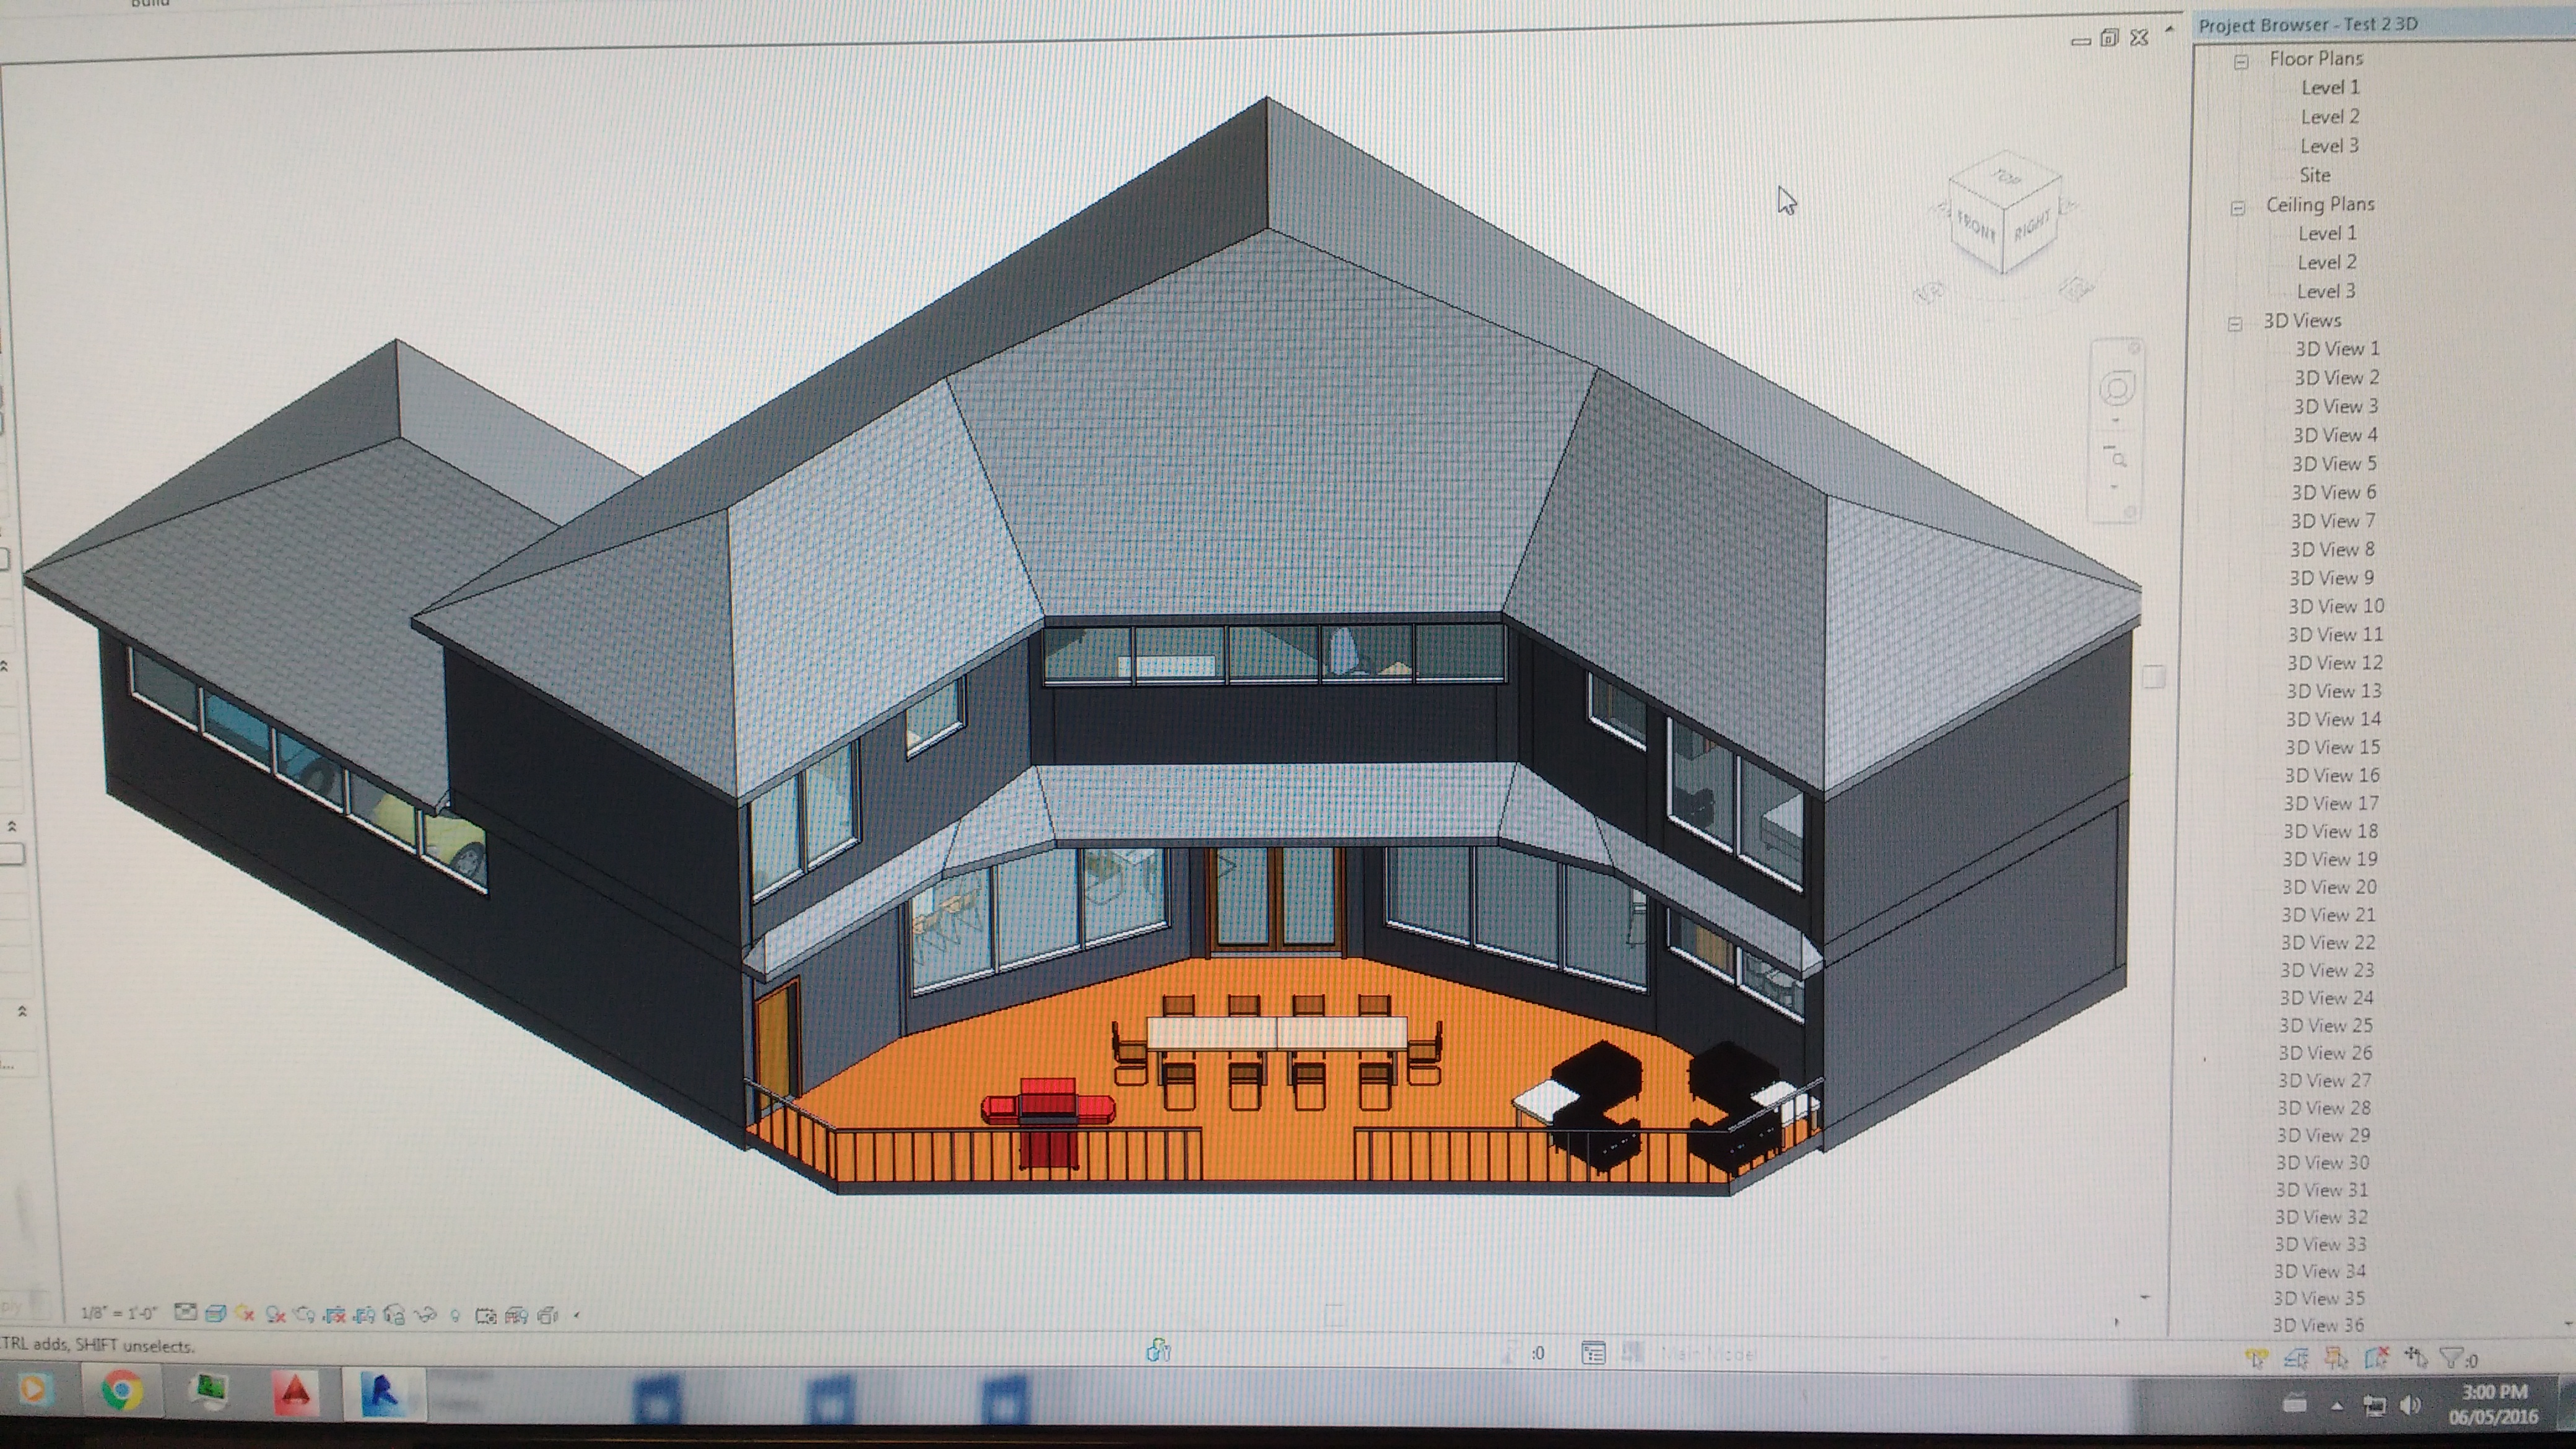 Build
Project Browser - Test 2 3D
Floor Plans
Level 1
Level 2
Level 3
Site
Ceiling Plans
Level 1
Level 2
Level 3
3D Views
3D View 1
3D View 2
3D View 3
3D View 4
3D View 5
3D View 6
3D View 7
3D View 8
3D View 9
3D View 10
3D View 11
3D View 12
3D View 13
3D View 14
3D View 15
3D View 16
3D View 17
3D View 18
3D View 19
3D View 20
3D View 21
3D View 22
3D View 23
3D View 24
3D View 25
3D View 26
3D View 27
3D View 28
3D View 29
3D View 30
3D View 31
3D View 32
3D View 33
3D View 34
3D View 35
3D View 36
TOP
FRONT
RIGHT
1/8" = 1'-0"
TRL adds, SHIFT unselects.
:0
Main Model
:0
3:00 PM
06/05/2016